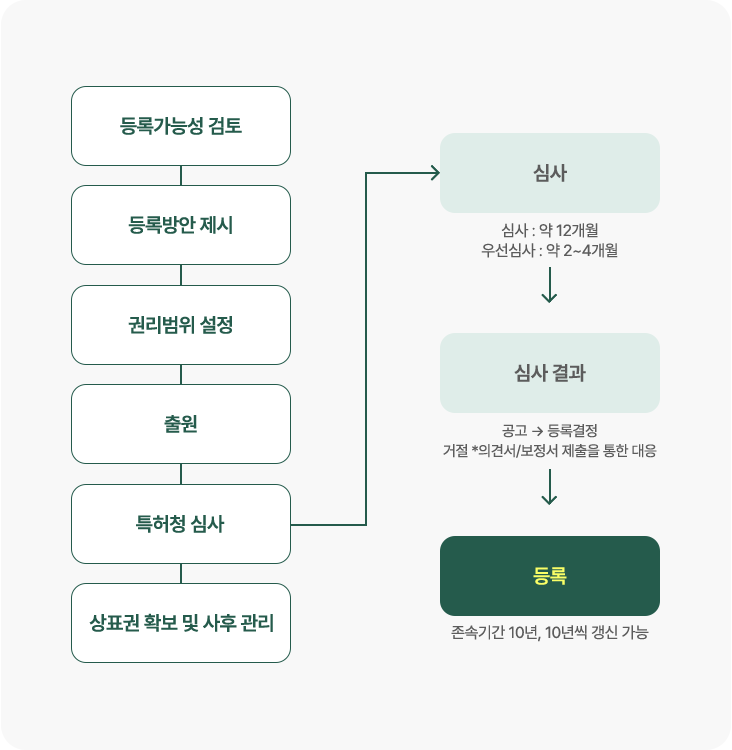 등록가능성 검토
등록방안 제시
권리범위 설정
출원
특허청 심사
상표권 확보 및 사후 관리
심사
심사 : 약 12개월
우선심사 : 약 2~4개월
심사 결과
공고 → 등록결정
거절 *의견서/보정서 제출을 통한 대응
등록
존속기간 10년, 10년씩 갱신 가능